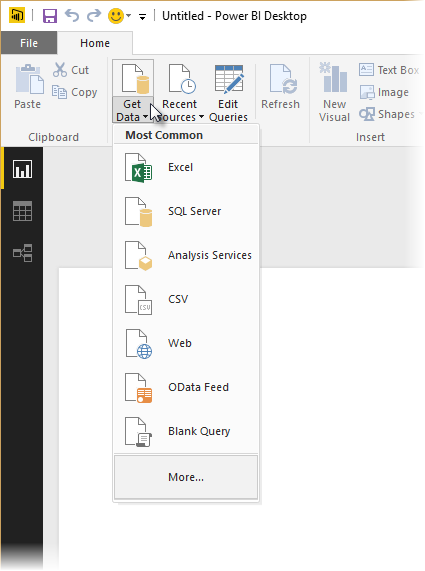 Untitled - Power BI Desktop
File
Home
Paste
Cut
Copy
Clipboard
Get
Data
Recent
Sources
Edit
Queries
Refresh
New
Visual
Text Box
Image
Shapes
Insert
Most Common
Excel
SQL Server
Analysis Services
CSV
Web
OData Feed
Blank Query
More...